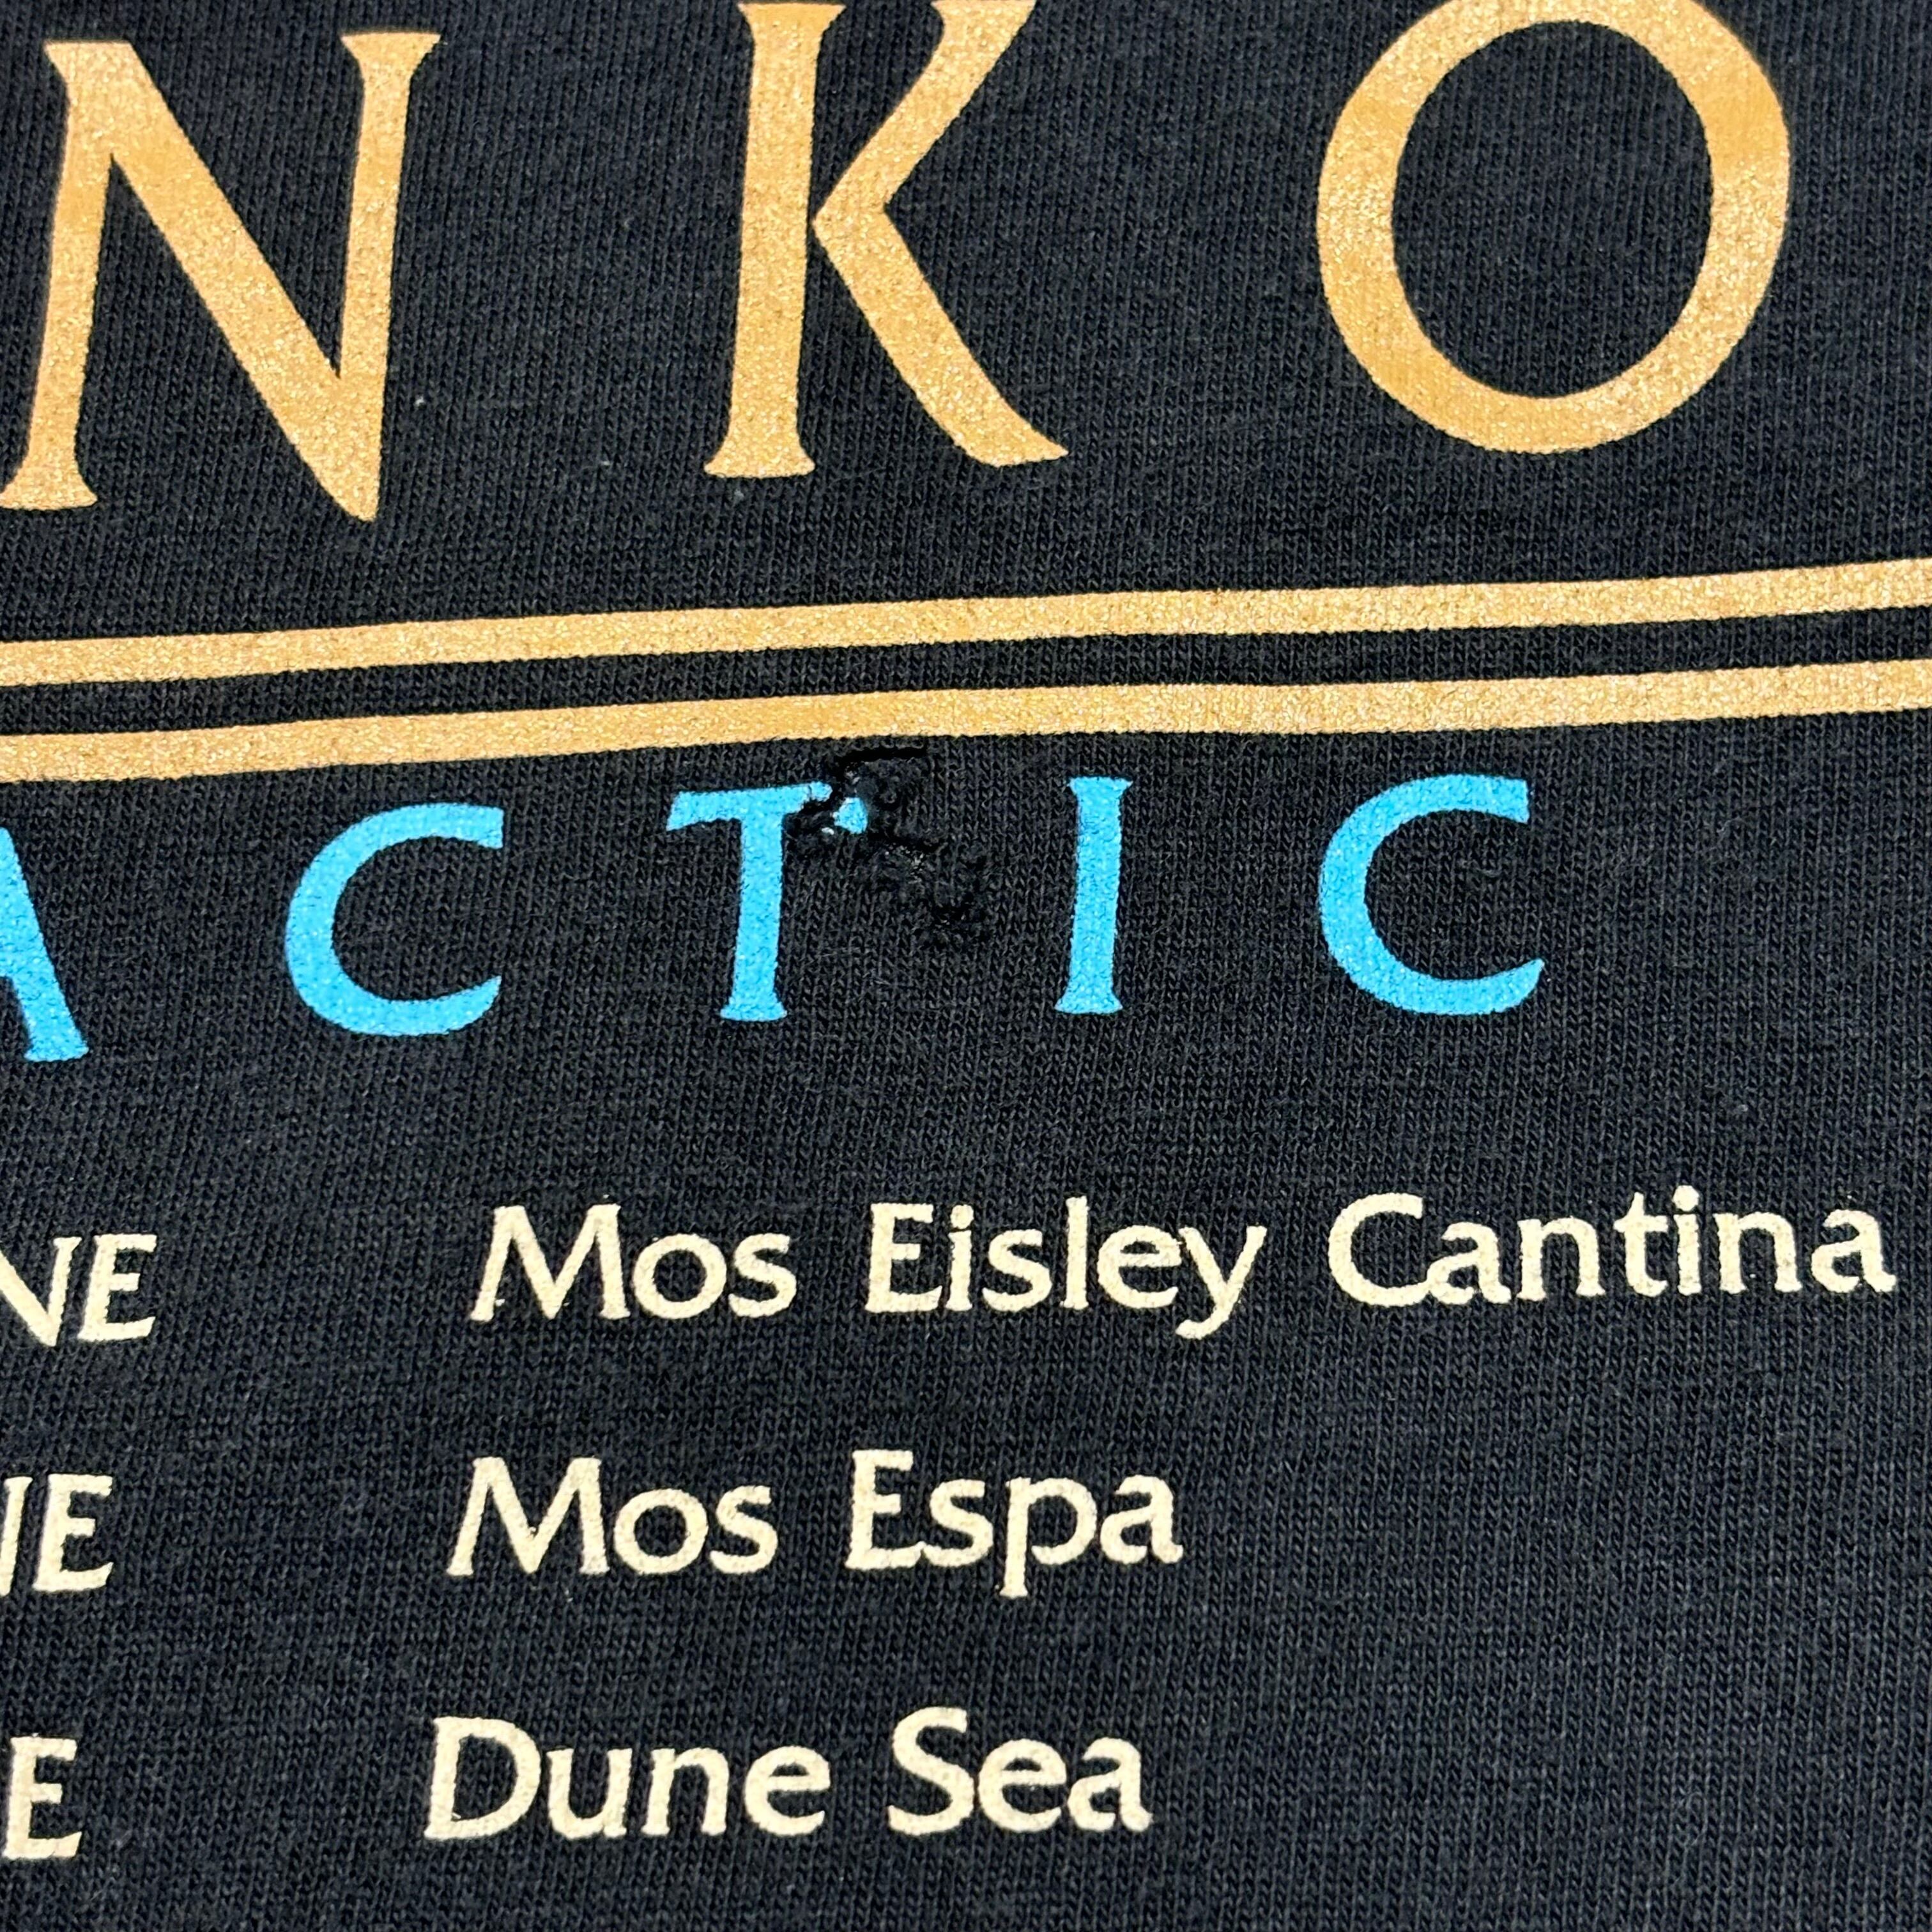 NKO
ACTIC
NE Mos Eisley Cantina
NE Mos Espa
E Dune Sea